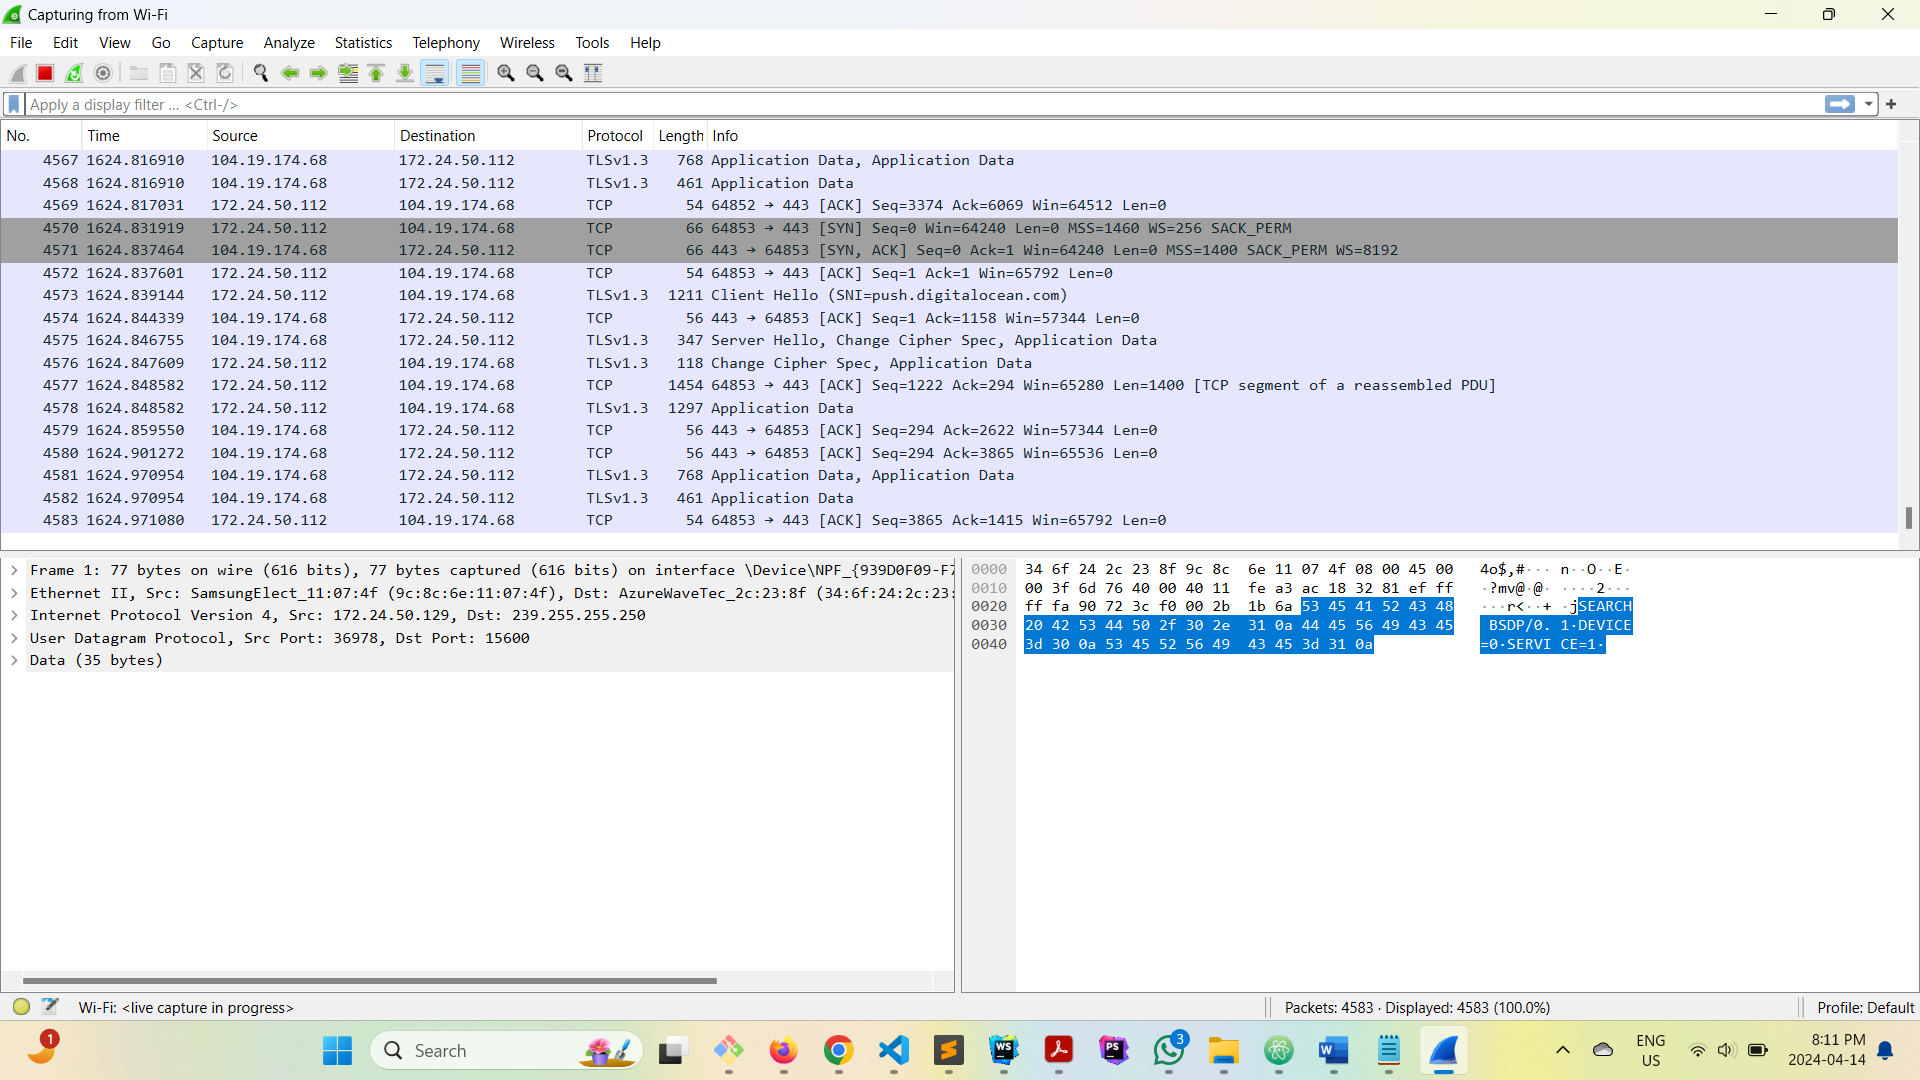 Capturing from Wi-Fi
File Edit View Go Capture Analyze Statistics Telephony Wireless Tools Help
Apply a display filter ... <Ctrl-/>
No. Time Source Destination Protocol Length Info
4567 1624.816910 104.19.174.68 172.24.50.112 TLSv1.3 768 Application Data, Application Data
4568 1624.816910 104.19.174.68 172.24.50.112 TLSv1.3 461 Application Data
4569 1624.817031 172.24.50.112 104.19.174.68 TCP 54 64852 → 443 [ACK] Seq=3374 Ack=6069 Win=64512 Len=0
4570 1624.831919 172.24.50.112 104.19.174.68 TCP 66 64853 → 443 [SYN] Seq=0 Win=64240 Len=0 MSS=1460 WS=256 SACK_PERM
4571 1624.837464 104.19.174.68 172.24.50.112 TCP 66 443 → 64853 [SYN, ACK] Seq=0 Ack=1 Win=64240 Len=0 MSS=1400 SACK_PERM WS=8192
4572 1624.837601 172.24.50.112 104.19.174.68 TCP 54 64853 → 443 [ACK] Seq=1 Ack=1 Win=65792 Len=0
4573 1624.839144 172.24.50.112 104.19.174.68 TLSv1.3 1211 Client Hello (SNI=push.digitalocean.com)
4574 1624.844339 104.19.174.68 172.24.50.112 TCP 56 443 → 64853 [ACK] Seq=1 Ack=1158 Win=57344 Len=0
4575 1624.846755 104.19.174.68 172.24.50.112 TLSv1.3 347 Server Hello, Change Cipher Spec, Application Data
4576 1624.847609 172.24.50.112 104.19.174.68 TLSv1.3 118 Change Cipher Spec, Application Data
4577 1624.848582 172.24.50.112 104.19.174.68 TCP 1454 64853 → 443 [ACK] Seq=1222 Ack=294 Win=65280 Len=1400 [TCP segment of a reassembled PDU]
4578 1624.848582 172.24.50.112 104.19.174.68 TLSv1.3 1297 Application Data
4579 1624.859550 104.19.174.68 172.24.50.112 TCP 56 443 → 64853 [ACK] Seq=294 Ack=2622 Win=57344 Len=0
4580 1624.901272 104.19.174.68 172.24.50.112 TCP 56 443 → 64853 [ACK] Seq=294 Ack=3865 Win=65536 Len=0
4581 1624.970954 104.19.174.68 172.24.50.112 TLSv1.3 768 Application Data, Application Data
4582 1624.970954 104.19.174.68 172.24.50.112 TLSv1.3 461 Application Data
4583 1624.971080 172.24.50.112 104.19.174.68 TCP 54 64853 → 443 [ACK] Seq=3865 Ack=1415 Win=65792 Len=0
Frame 1: 77 bytes on wire (616 bits), 77 bytes captured (616 bits) on interface \Device\NPF_{939D0F09-F7
Ethernet II, Src: SamsungElect_11:07:4f (9c:8c:6e:11:07:4f), Dst: AzureWaveTec_2c:23:8f (34:6f:24:2c:23:
Internet Protocol Version 4, Src: 172.24.50.129, Dst: 239.255.255.250
User Datagram Protocol, Src Port: 36978, Dst Port: 15600
Data (35 bytes)
0000 34 6f 24 2c 23 8f 9c 8c 6e 11 07 4f 08 00 45 00 4o$,#··· n··O··E·
0010 00 3f 6d 76 40 00 40 11 fe a3 ac 18 32 81 ef ff ·?mv@·@· ····2···
0020 ff fa 90 72 3c f0 00 2b 1b 6a 53 45 41 52 43 48 ···r<··+ ·jSEARCH
0030 20 42 53 44 50 2f 30 2e 31 0a 44 45 56 49 43 45 BSDP/0. 1·DEVICE
0040 3d 30 0a 53 45 52 56 49 43 45 3d 31 0a =0·SERVI CE=1·
Wi-Fi: <live capture in progress>
Packets: 4583 · Displayed: 4583 (100.0%)
Profile: Default
1
Search
WS
PS
3
W
ENG
US
8:11 PM
2024-04-14